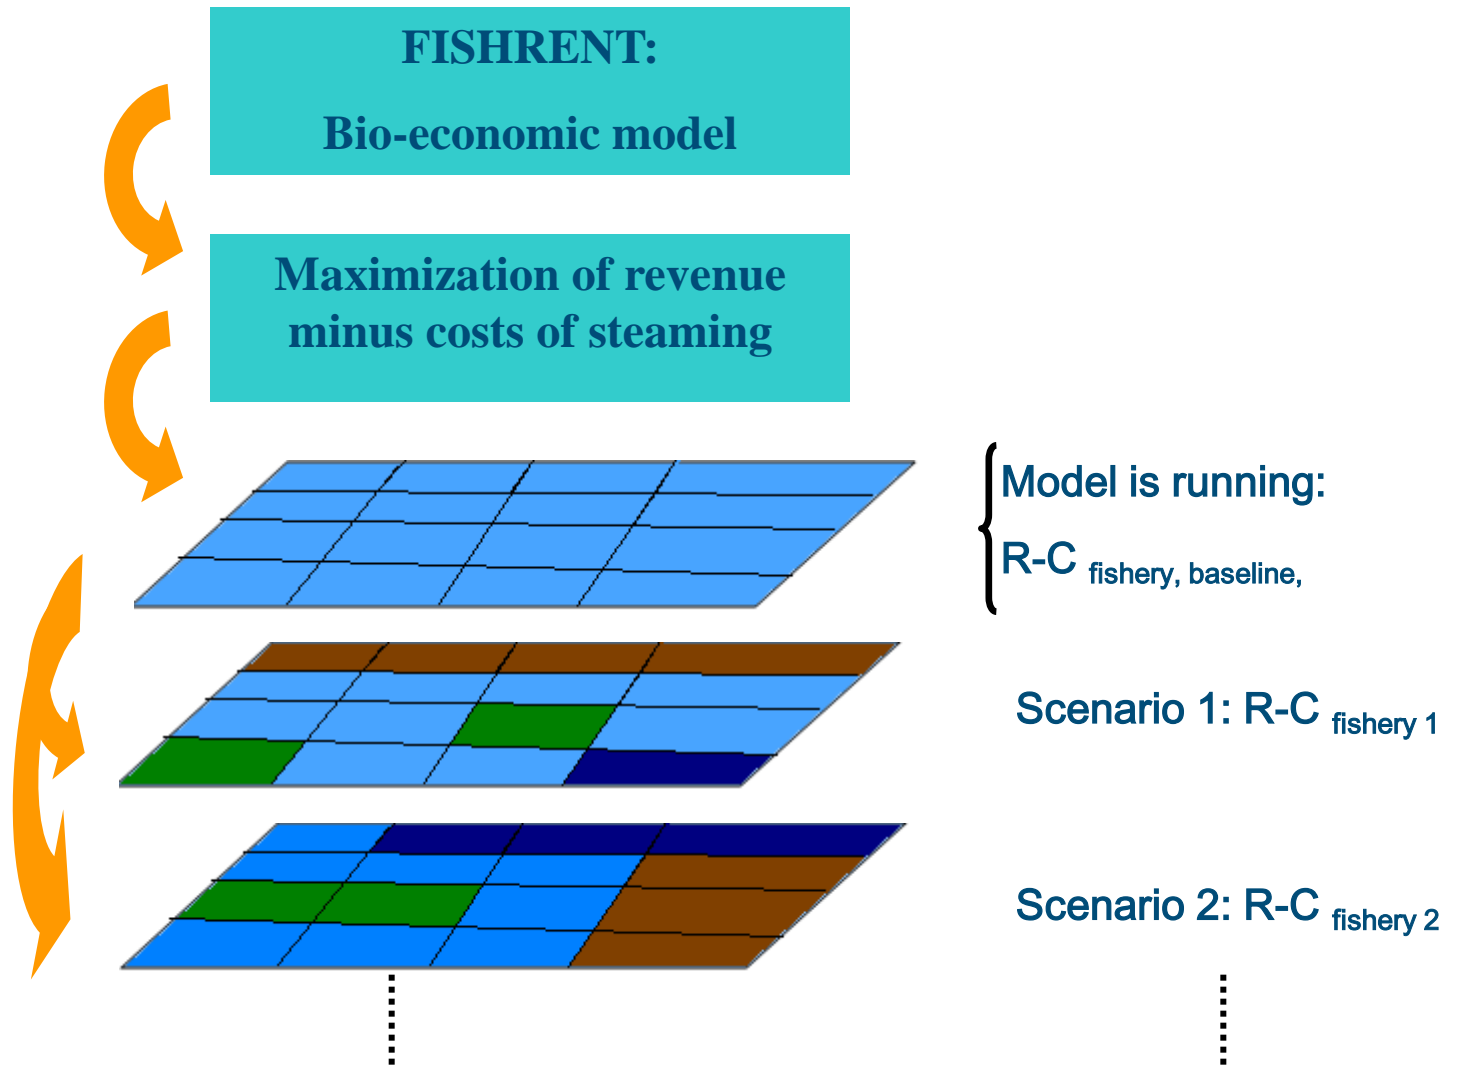 FISHRENT:
Bio-economic model
Maximization of revenue
minus costs of steaming
Model is running:
R-C fishery, baseline,
Scenario 1: R-C fishery 1
Scenario 2: R-C fishery 2